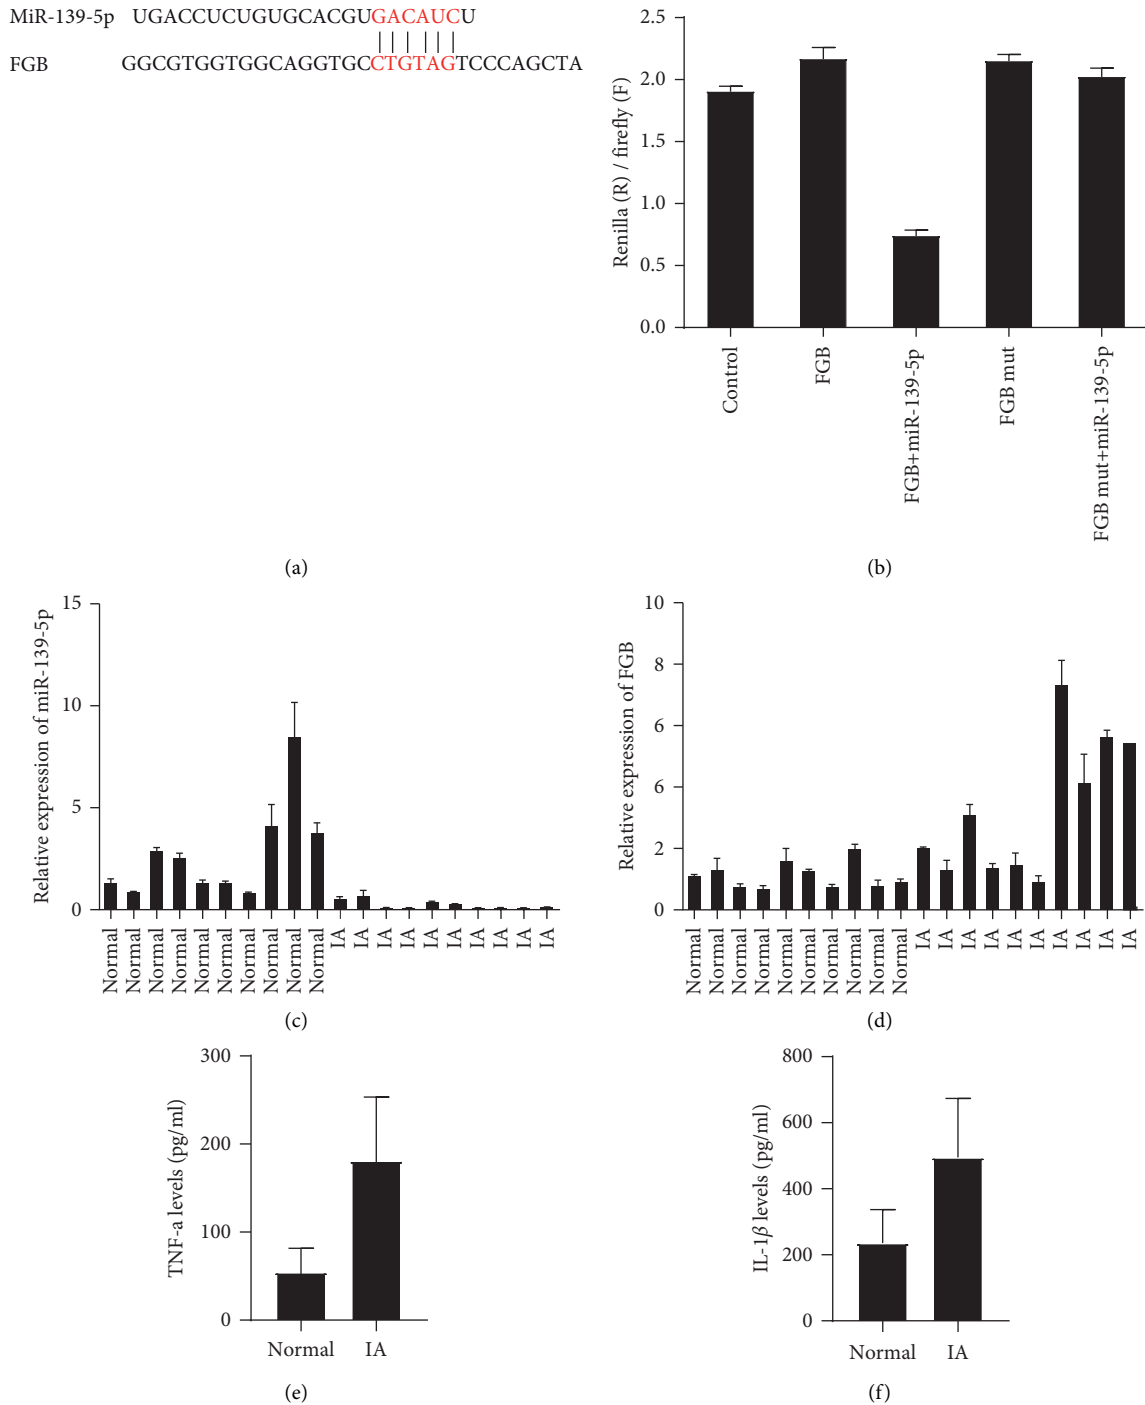 MiR-139-5p UGACCUCUGUGCACGUGACAUCU
FGB GGCGTGGTGGCAGGTGCCTGTAGTCCCAGCTA
(a)
Renilla (R) / firefly (F)
2.5
2.0
1.5
1.0
0.5
0.0
Control
FGB
FGB+miR-139-5p
FGB mut
FGB mut+miR-139-5p
(b)
Relative expression of miR-139-5p
15
10
5
0
Normal
Normal
Normal
Normal
Normal
Normal
Normal
Normal
Normal
Normal
IA
IA
IA
IA
IA
IA
IA
IA
IA
IA
(c)
Relative expression of FGB
10
8
6
6
2
0
Normal
Normal
Normal
Normal
Normal
Normal
Normal
Normal
Normal
Normal
IA
IA
IA
IA
IA
IA
IA
IA
IA
IA
(d)
TNF-a levels (pg/ml)
300
200
100
0
Normal
IA
(e)
IL-1β levels (pg/ml)
800
600
400
200
0
Normal
IA
(f)